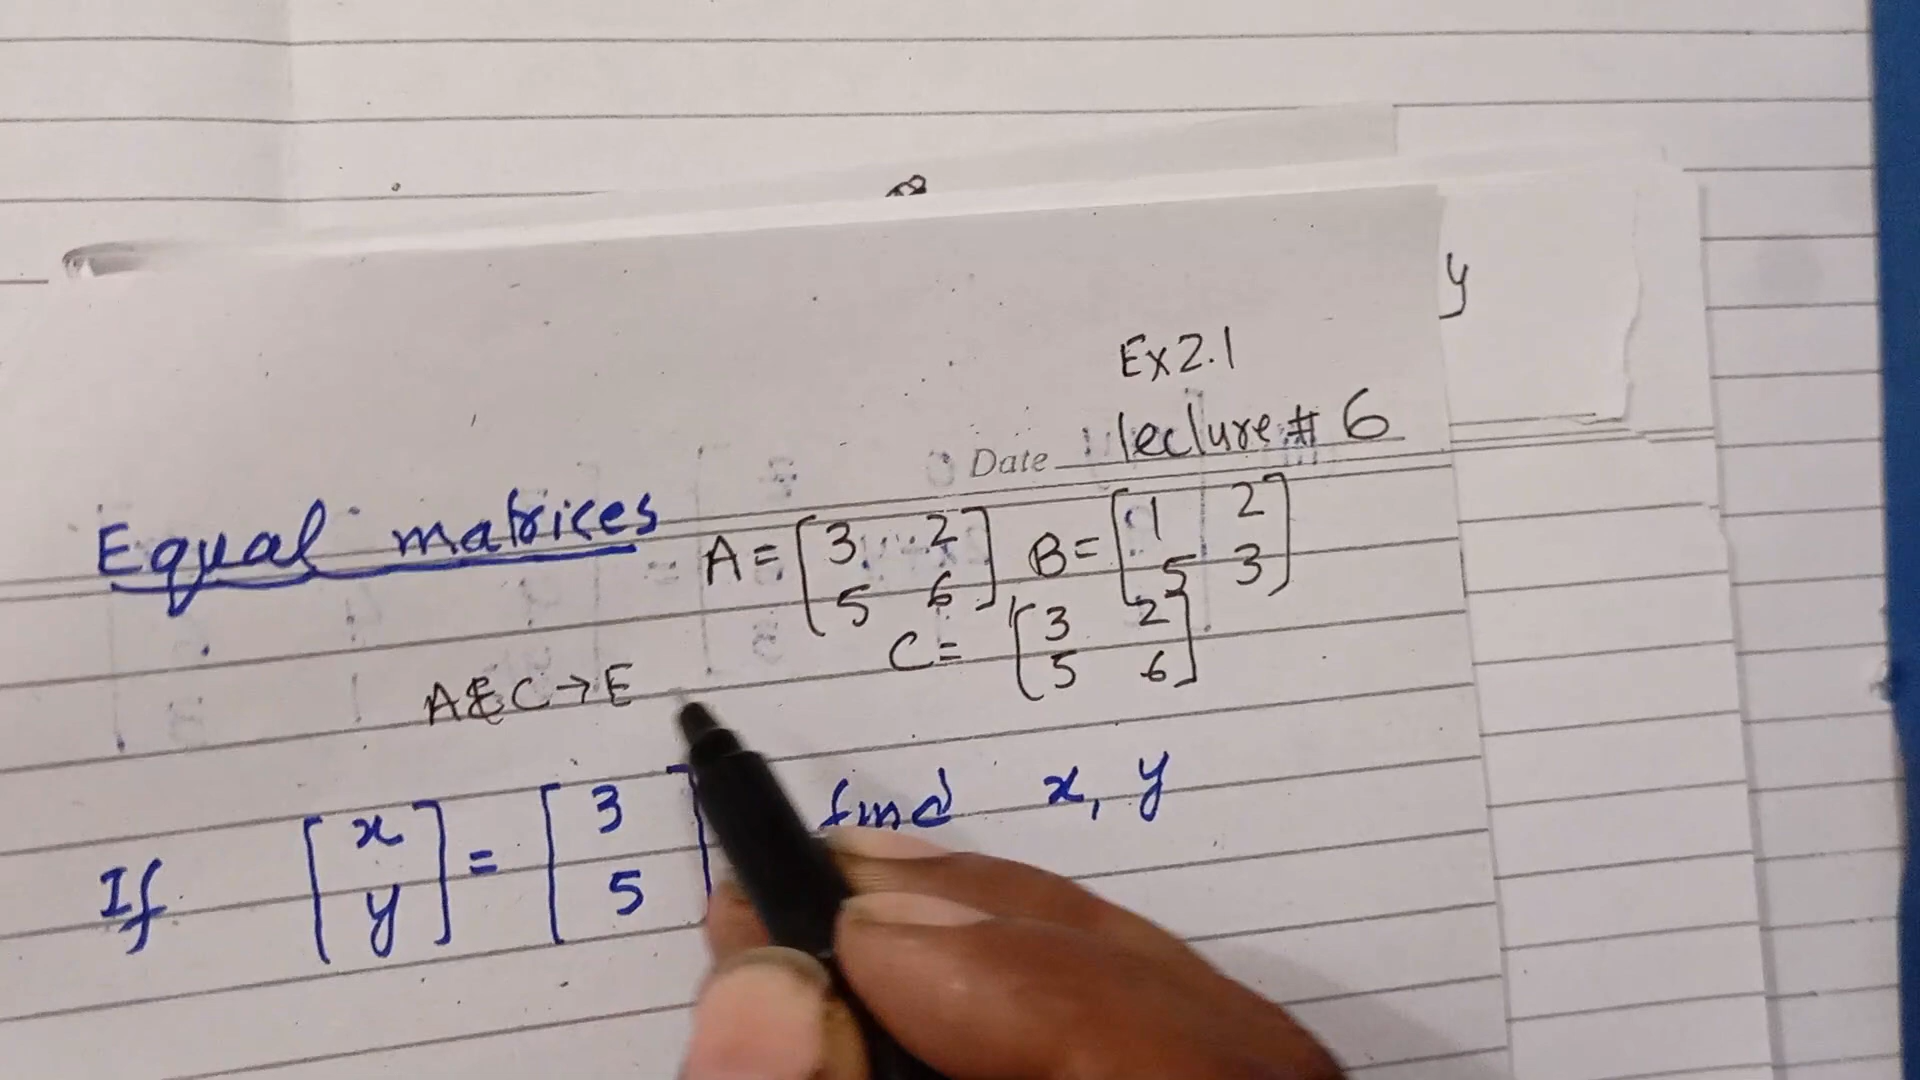 y
Ex 2.1
Date lecture # 6
Equal matrices A = [3 2 B = [1 2
5 6] 5 3]
C = [3 2
5 6]
A & C → E
If [x = [3 find x, y
y] 5]